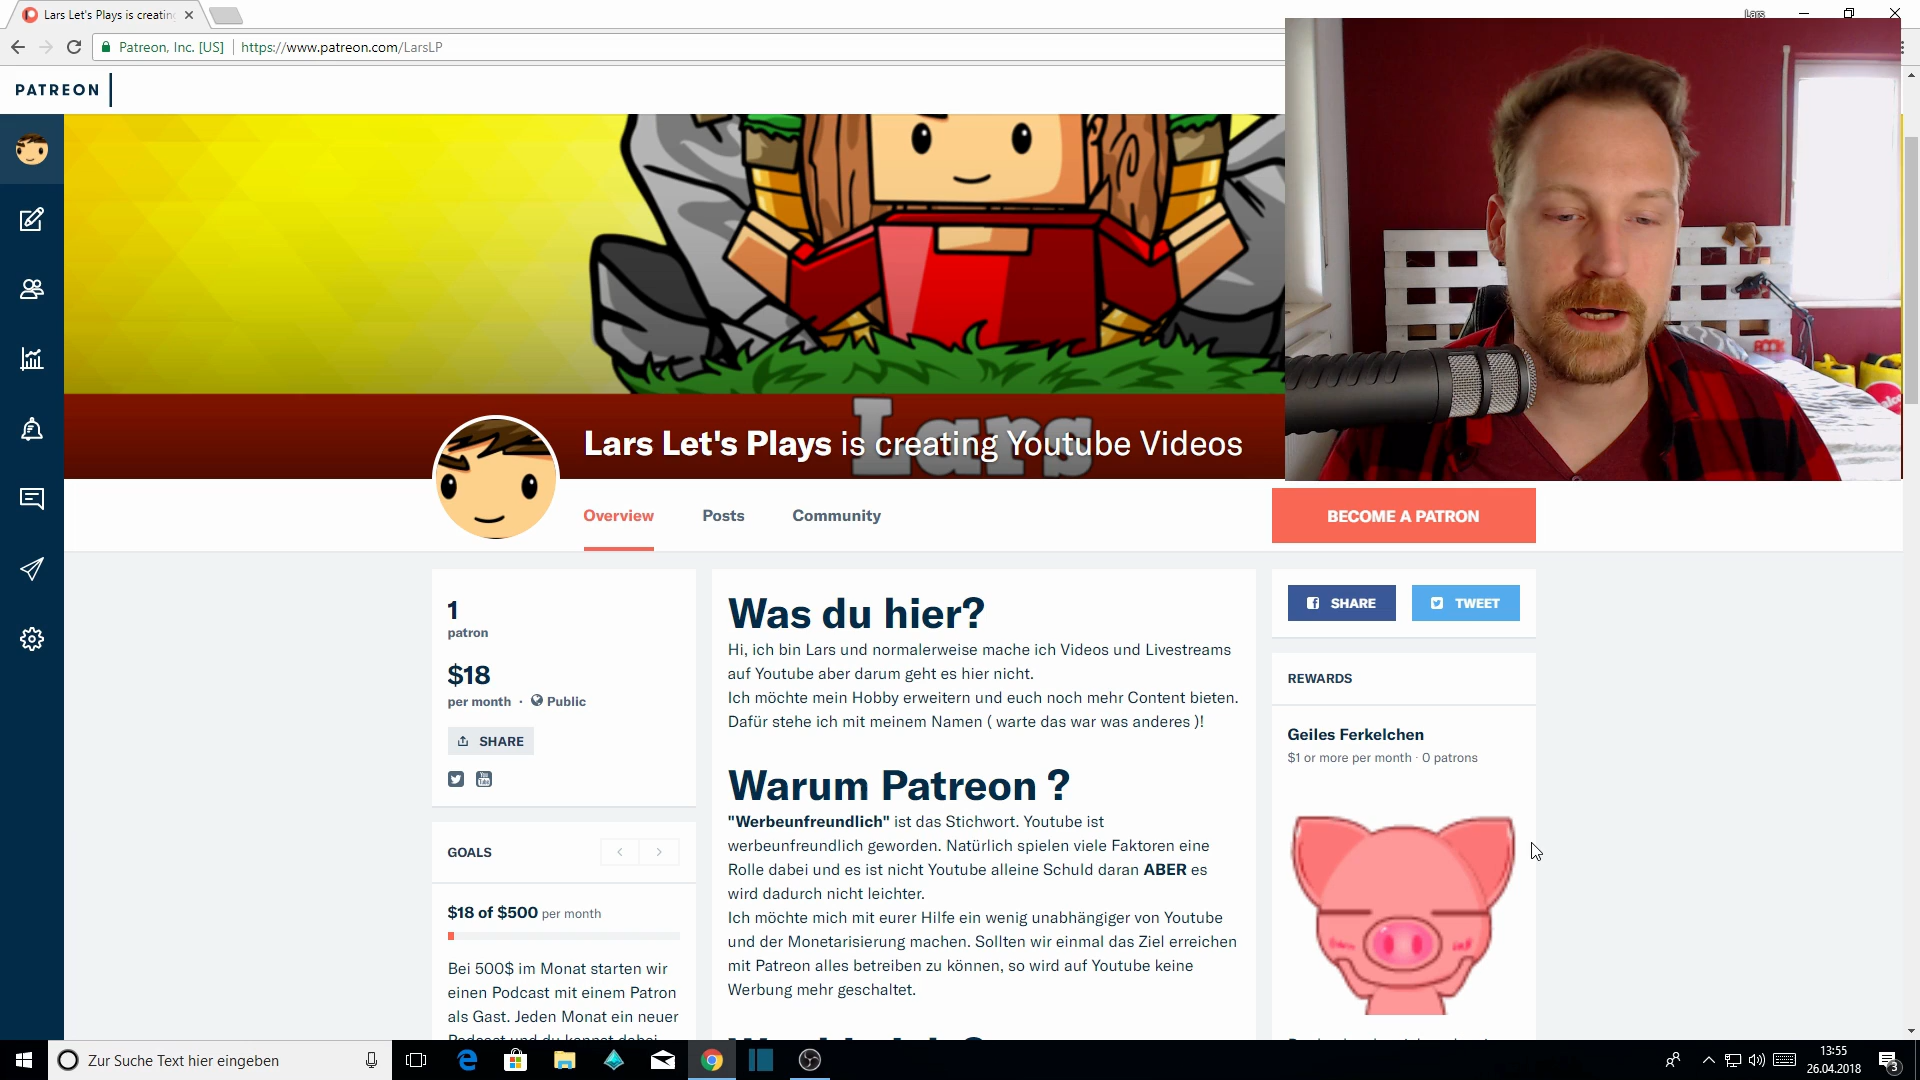 Lars Let's Plays is creatin
Lars
Patreon, Inc. [US]
https://www.patreon.com/LarsLP
PATREON
Lars
Lars Let's Plays is creating Youtube Videos
Overview
Posts
Community
BECOME A PATRON
1
patron
$18
per month · Public
SHARE
You
Tube
GOALS
$18 of $500 per month
Bei 500$ im Monat starten wir
einen Podcast mit einem Patron
als Gast. Jeden Monat ein neuer
Was du hier?
Hi, ich bin Lars und normalerweise mache ich Videos und Livestreams
auf Youtube aber darum geht es hier nicht.
Ich möchte mein Hobby erweitern und euch noch mehr Content bieten.
Dafür stehe ich mit meinem Namen ( warte das war was anderes )!
Warum Patreon ?
"Werbeunfreundlich" ist das Stichwort. Youtube ist
werbeunfreundlich geworden. Natürlich spielen viele Faktoren eine
Rolle dabei und es ist nicht Youtube alleine Schuld daran ABER es
wird dadurch nicht leichter.
Ich möchte mich mit eurer Hilfe ein wenig unabhängiger von Youtube
und der Monetarisierung machen. Sollten wir einmal das Ziel erreichen
mit Patreon alles betreiben zu können, so wird auf Youtube keine
Werbung mehr geschaltet.
SHARE
TWEET
REWARDS
Geiles Ferkelchen
$1 or more per month · 0 patrons
Zur Suche Text hier eingeben
13:55
26.04.2018
3